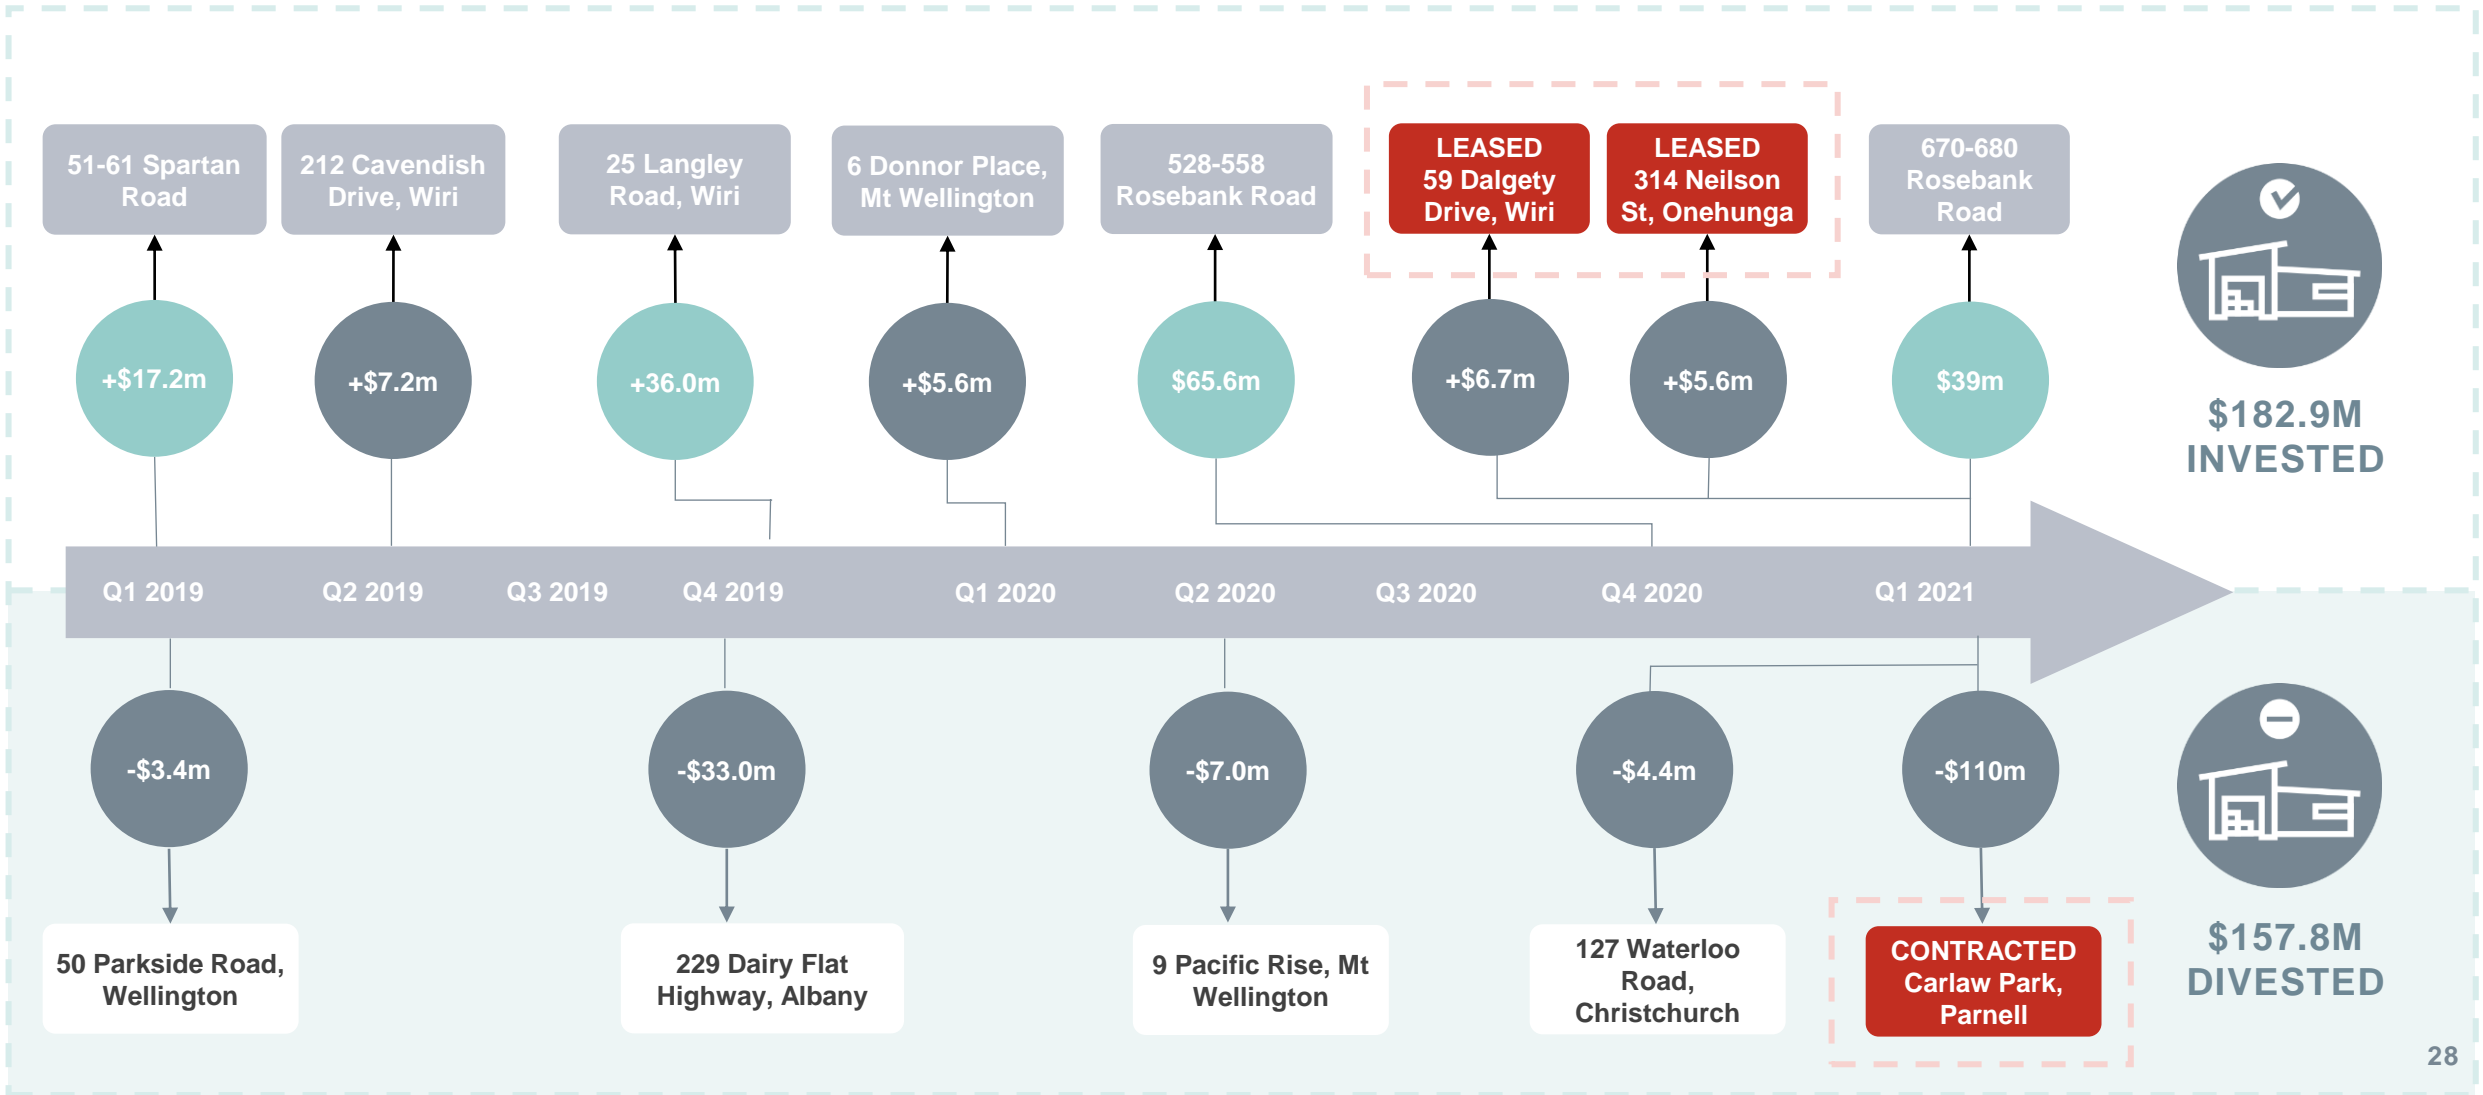 51-61 Spartan
Road
212 Cavendish
Drive, Wiri
25 Langley
Road, Wiri
6 Donnor Place,
Mt Wellington
528-558
Rosebank Road
LEASED
59 Dalgety
Drive, Wiri
LEASED
314 Neilson
St, Onehunga
670-680
Rosebank
Road
+$17.2m
+$7.2m
+36.0m
+$5.6m
$65.6m
+$6.7m
+$5.6m
$39m
$182.9M
INVESTED
Q1 2019
Q2 2019
Q3 2019
Q4 2019
Q1 2020
Q2 2020
Q3 2020
Q4 2020
Q1 2021
-$3.4m
-$33.0m
-$7.0m
-$4.4m
-$110m
50 Parkside Road,
Wellington
229 Dairy Flat
Highway, Albany
9 Pacific Rise, Mt
Wellington
127 Waterloo
Road,
Christchurch
CONTRACTED
Carlaw Park,
Parnell
$157.8M
DIVESTED
28